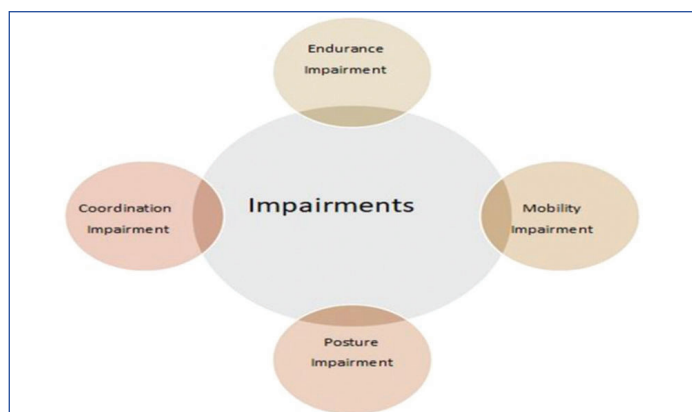 Endurance
Impairment
Impairments
Coordination
Impairment
Mobility
Impairment
Posture
Impairment